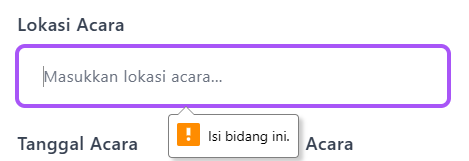 Lokasi Acara
Masukkan lokasi acara...
Isi bidang ini.
Tanggal Acara Acara